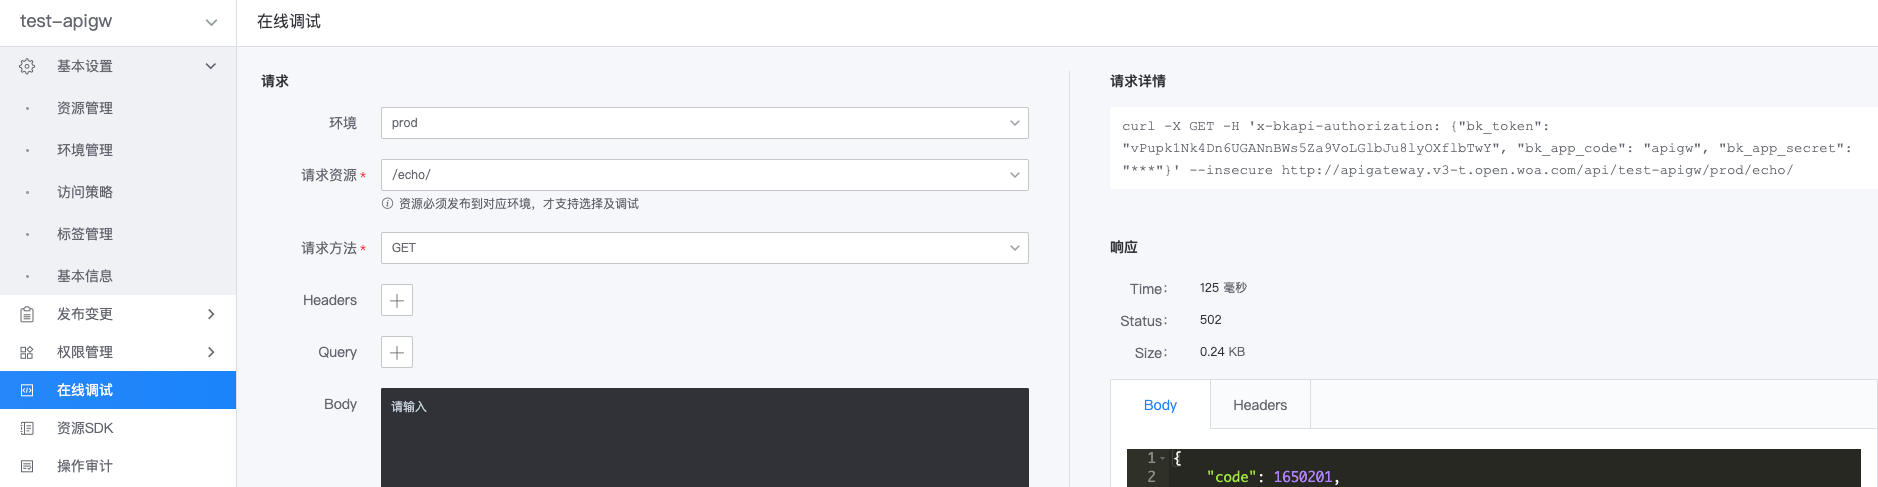 test-apigw
在线调试
基本设置
资源管理
环境管理
访问策略
标签管理
基本信息
发布变更
权限管理
在线调试
资源SDK
操作审计
请求
环境
prod
请求资源 *
/echo/
资源必须发布到对应环境，才支持选择及调试
请求方法 *
GET
Headers
Query
Body
请输入
请求详情
curl -X GET -H 'x-bkapi-authorization: {"bk_token":
"vPupk1Nk4Dn6UGANnBWs5Za9VoLGlbJu8lyOXflbTwY", "bk_app_code": "apigw", "bk_app_secret":
"***"}' --insecure http://apigateway.v3-t.open.woa.com/api/test-apigw/prod/echo/
响应
Time： 125 毫秒
Status： 502
Size： 0.24 KB
Body
Headers
1 {
2 "code": 1650201,